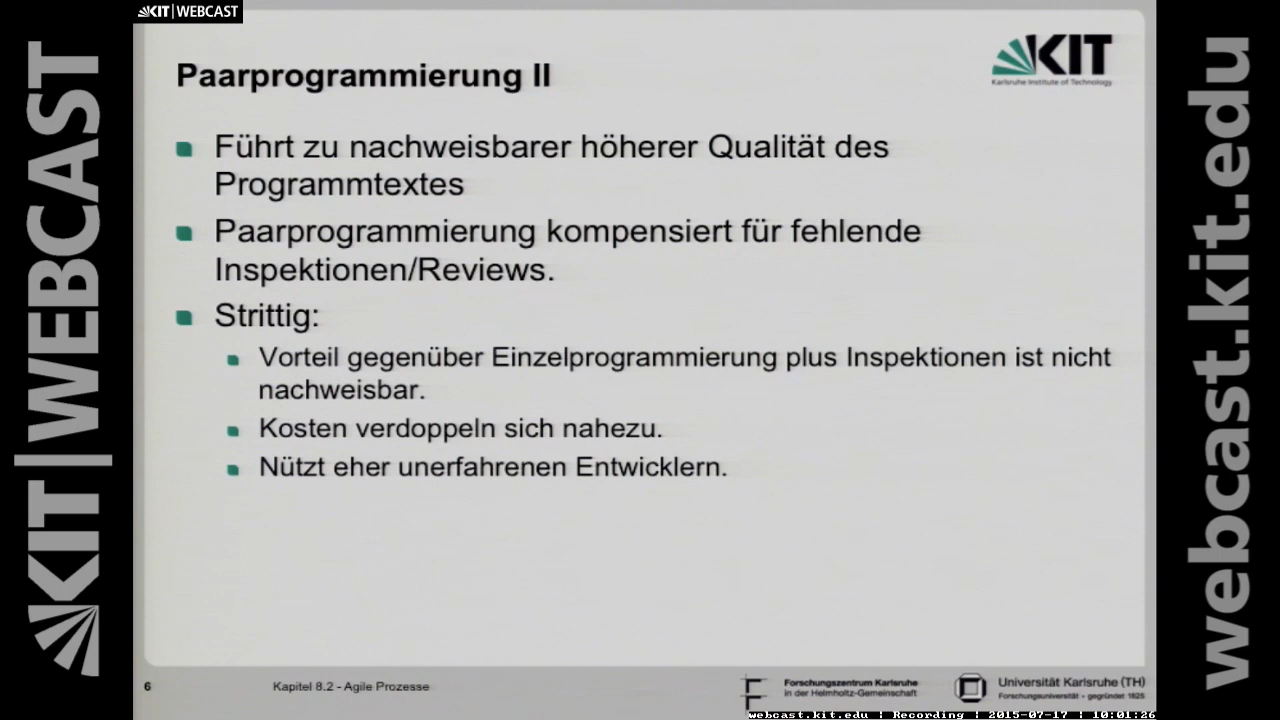 KIT | WEBCAST
KIT | WEBCAST
Paarprogrammierung II
KIT
Karlsruhe Institute of Technology
Führt zu nachweisbarer höherer Qualität des
Programmtextes
Paarprogrammierung kompensiert für fehlende
Inspektionen/Reviews.
Strittig:
Vorteil gegenüber Einzelprogrammierung plus Inspektionen ist nicht
nachweisbar.
Kosten verdoppeln sich nahezu.
Nützt eher unerfahrenen Entwicklern.
6
Kapitel 8.2 - Agile Prozesse
Forschungszentrum Karlsruhe
in der Helmholtz-Gemeinschaft
Universität Karlsruhe (TH)
Forschungsuniversität - gegründet 1825
webcast.kit.edu | Recording | 2015-07-17 | 10:01:26
webcast.kit.edu